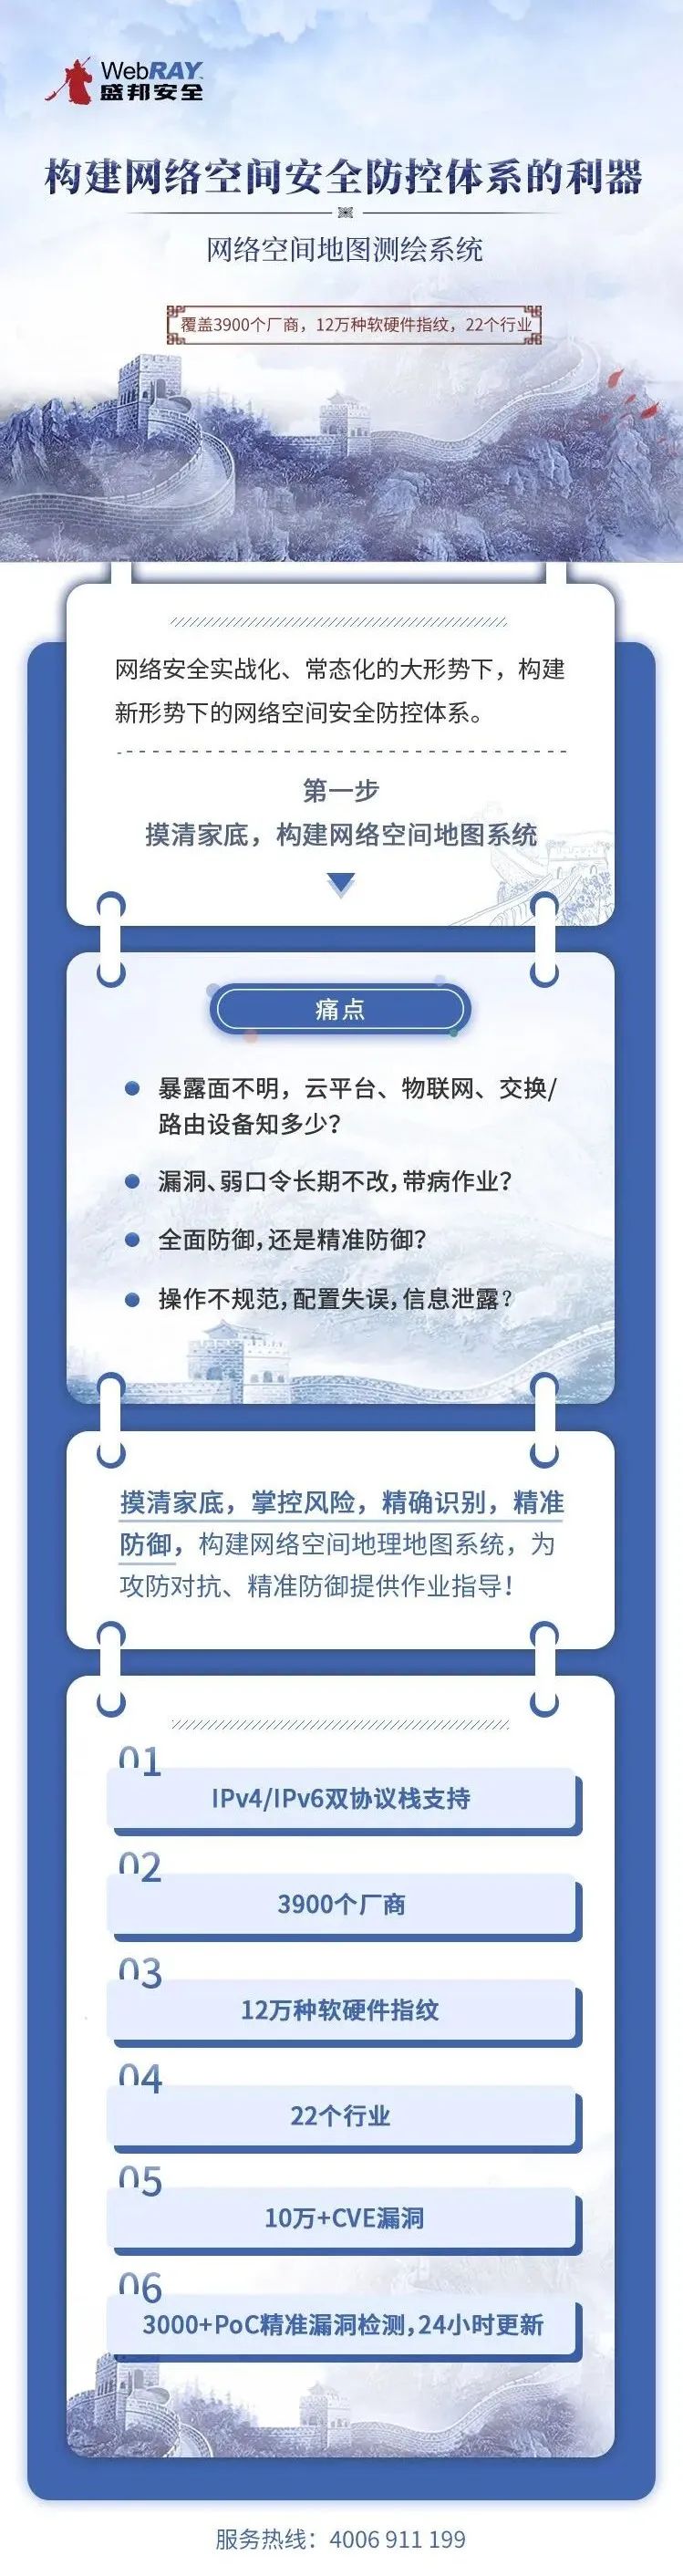 WebRAY
盛邦安全
构建网络空间安全防控体系的利器
网络空间地图测绘系统
覆盖3900个厂商，12万种软硬件指纹，22个行业
网络安全实战化、常态化的大形势下，构建
新形势下的网络空间安全防控体系。
第一步
摸清家底，构建网络空间地图系统
痛点
暴露面不明，云平台、物联网、交换/
路由设备知多少？
漏洞、弱口令长期不改，带病作业？
全面防御，还是精准防御？
操作不规范，配置失误，信息泄露？
摸清家底，掌控风险，精确识别，精准
防御，构建网络空间地理地图系统，为
攻防对抗、精准防御提供作业指导！
01
IPv4/IPv6双协议栈支持
02
3900个厂商
03
12万种软硬件指纹
04
22个行业
05
10万+CVE漏洞
06
3000+PoC精准漏洞检测，24小时更新
服务热线：4006 911 199